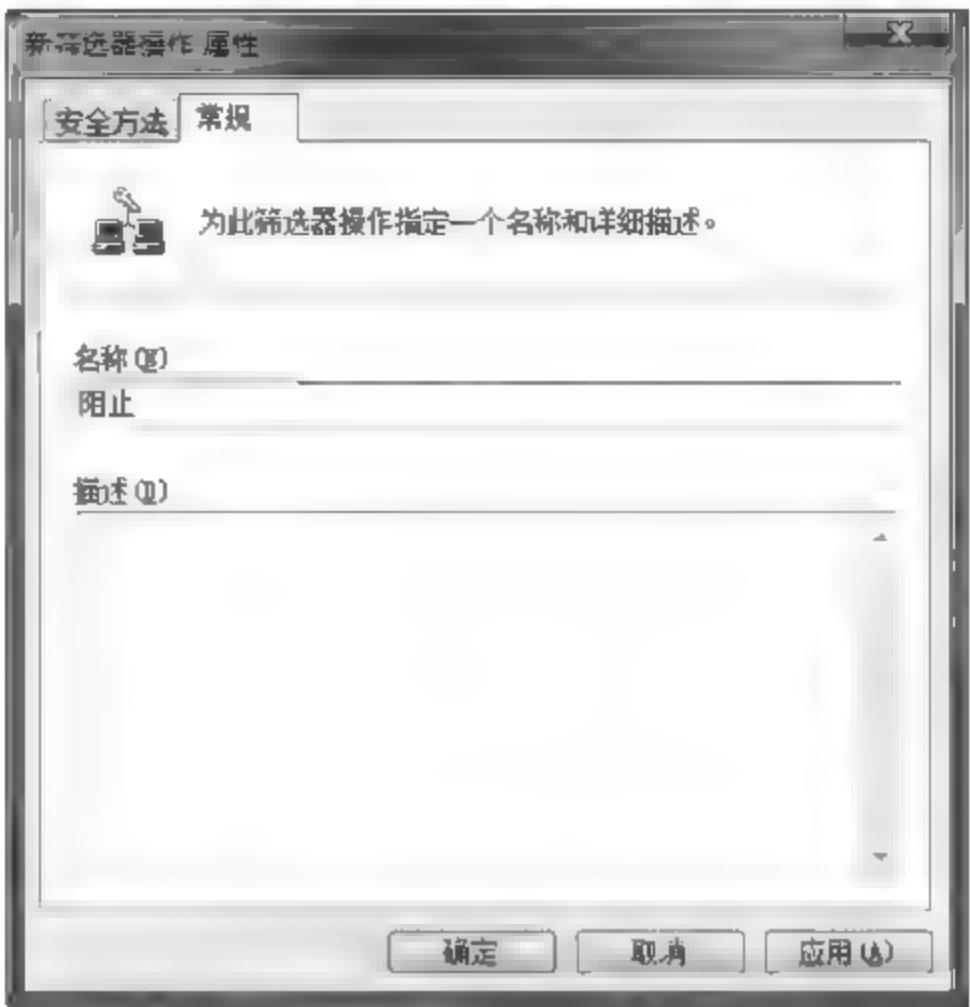 新筛选器操作 属性
安全方法 常规
为此筛选器操作指定一个名称和详细描述。
名称(N)
阻止
描述(D)
确定 取消 应用(A)